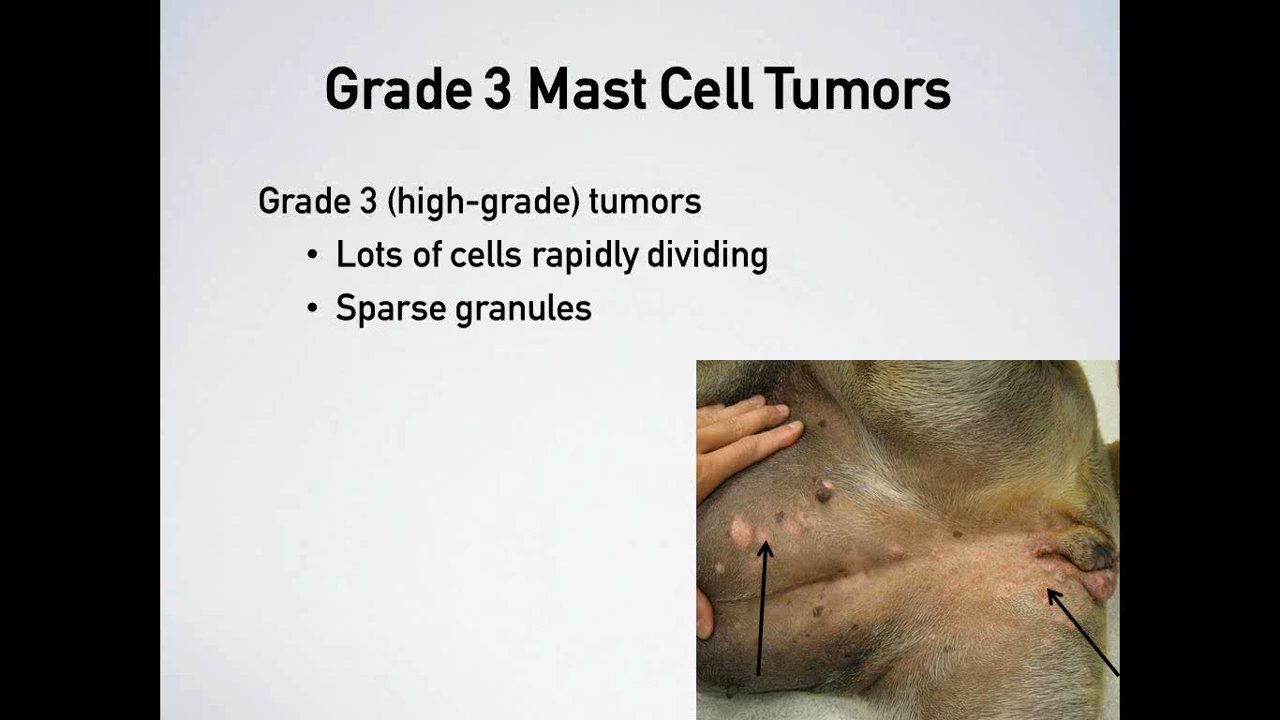 Grade 3 Mast Cell Tumors
Grade 3 (high-grade) tumors
• Lots of cells rapidly dividing
• Sparse granules